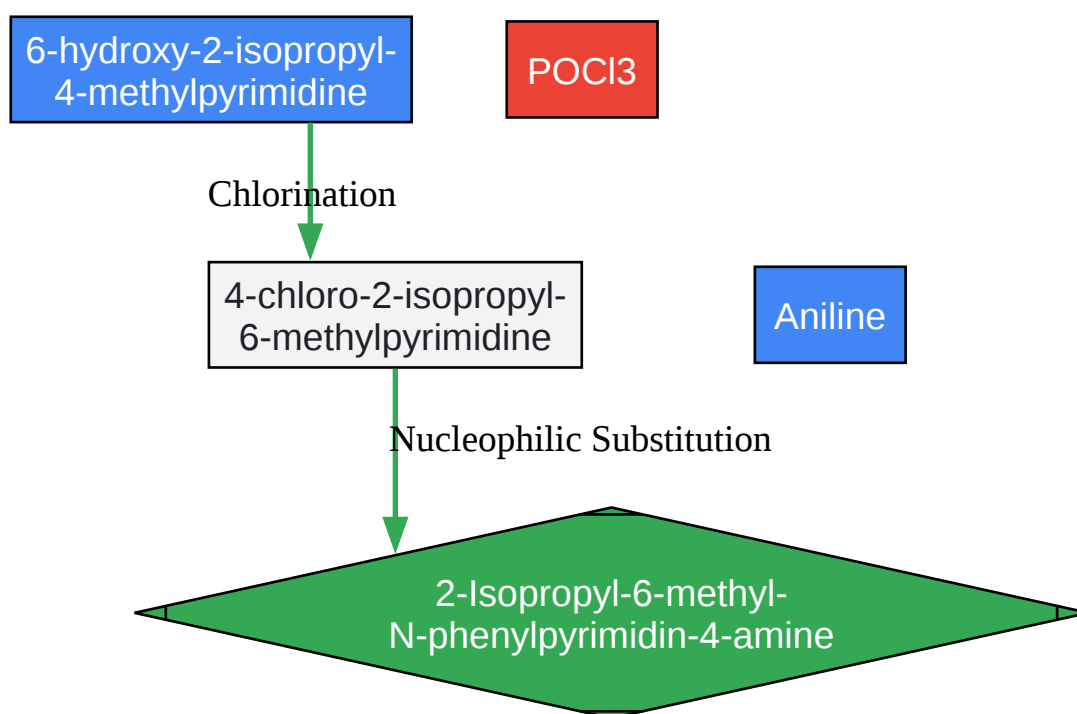 6-hydroxy-2-isopropyl-
4-methylpyrimidine
POCl3
Chlorination
4-chloro-2-isopropyl-
6-methylpyrimidine
Aniline
Nucleophilic Substitution
2-Isopropyl-6-methyl-
N-phenylpyrimidin-4-amine